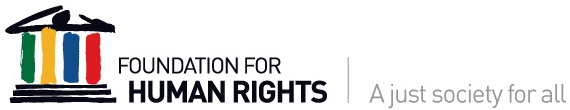 FOUNDATION FOR
HUMAN RIGHTS
A just society for all